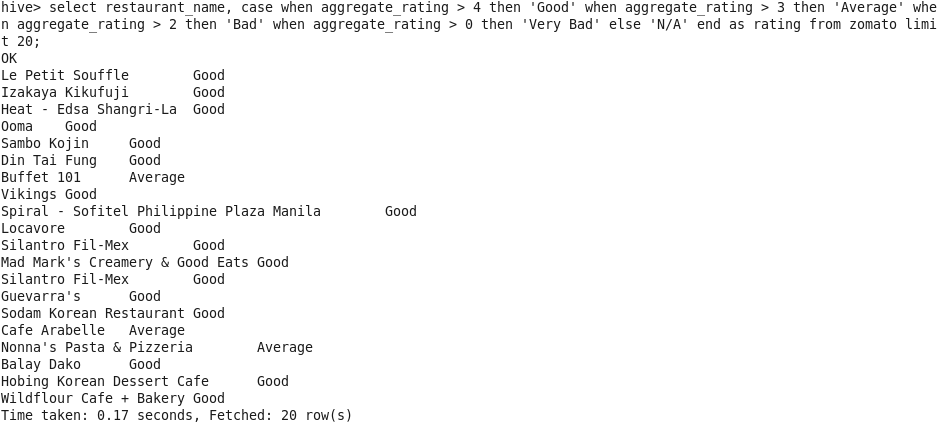 hive> select restaurant_name, case when aggregate_rating > 4 then 'Good' when aggregate_rating > 3 then 'Average' whe
n aggregate_rating > 2 then 'Bad' when aggregate_rating > 0 then 'Very Bad' else 'N/A' end as rating from zomato limi
t 20;
OK
Le Petit Souffle        Good
Izakaya Kikufuji        Good
Heat - Edsa Shangri-La  Good
Ooma    Good
Sambo Kojin     Good
Din Tai Fung    Good
Buffet 101      Average
Vikings Good
Spiral - Sofitel Philippine Plaza Manila        Good
Locavore        Good
Silantro Fil-Mex        Good
Mad Mark's Creamery & Good Eats Good
Silantro Fil-Mex        Good
Guevarra's      Good
Sodam Korean Restaurant Good
Cafe Arabelle   Average
Nonna's Pasta & Pizzeria        Average
Balay Dako      Good
Hobing Korean Dessert Cafe      Good
Wildflour Cafe + Bakery Good
Time taken: 0.17 seconds, Fetched: 20 row(s)